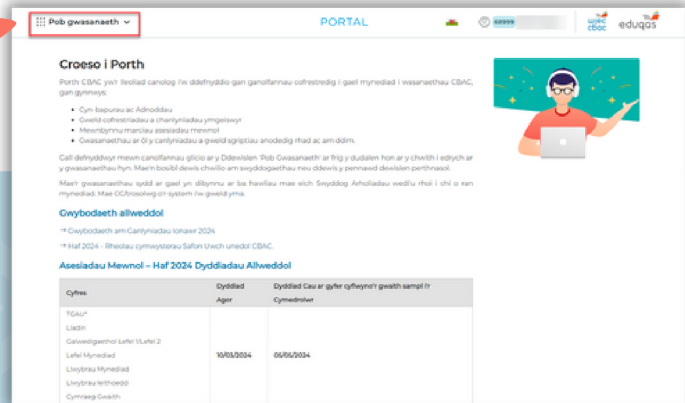 Pob gwasanaeth
PORTAL
68999
wjec
cbac
eduqas
Croeso i Porth
Porth CBAC yw'r lleoliad canolog i'w ddefnyddio gan ganolfannau cofrestredig i gael mynediad i wasanaethau CBAC,
gan gynnwys:
Cyn-bapurau ac Adnoddau
Gweld cofrestriadau a chanlyniadau ymgeiswyr
Mewnbynnu marciau asesiadau mewnol
Gwasanaethau ar ôl y canlyniadau a gweld sgriptiau anodedig rhad ac am ddim.
Gall defnyddwyr mewn canolfannau glicio ar y Ddewislen 'Pob Gwasanaeth' ar frig y dudalen hon ar y chwith i edrych ar
y gwasanaethau hyn. Mae'n bosibl dewis chwilio am swyddogaethau neu ddewis y pennawd dewislen perthnasol.
Mae'r gwasanaethau sydd ar gael yn dibynnu ar ba hawliau mae eich Swyddog Arholiadau wedi'u rhoi i chi o ran
mynediad. Mae CC/trosolwg o'r system i'w gweld yma.
Gwybodaeth allweddol
Gwybodaeth am Ganlyniadau Ionawr 2024
Haf 2024 - Rheolau cymwysterau Safon Uwch unedol CBAC.
Asesiadau Mewnol – Haf 2024 Dyddiadau Allweddol
Cyfres
Dyddiad
Agor
Dyddiad Cau ar gyfer cyflwyno'r gwaith sampl i'r
Cymedrolwr
TGAU*
Lladin
Galwedigaethol Lefel 1/Lefel 2
Lefel Mynediad
Llwybrau Mynediad
Llwybrau Ieithoedd
Cymraeg Gwaith
10/03/2024
05/05/2024